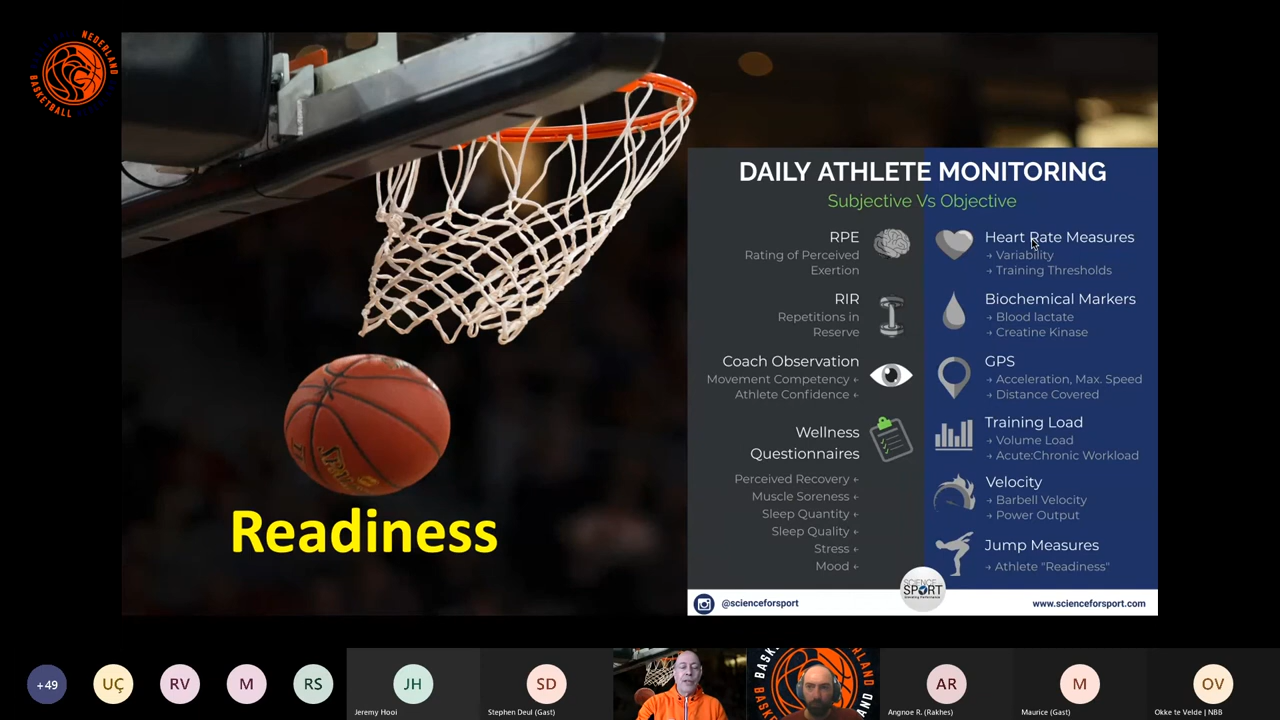 NEDERLAND
BASKETBALL
DAILY ATHLETE MONITORING
Subjective Vs Objective
RPE
Rating of Perceived
Exertion
RIR
Repetitions in
Reserve
Coach Observation
Movement Competency ←
Athlete Confidence ←
Wellness
Questionnaires
Perceived Recovery ←
Muscle Soreness ←
Sleep Quantity ←
Sleep Quality ←
Stress ←
Mood ←
Heart Rate Measures
→ Variability
→ Training Thresholds
Biochemical Markers
→ Blood lactate
→ Creatine Kinase
GPS
→ Acceleration, Max. Speed
→ Distance Covered
Training Load
→ Volume Load
→ Acute:Chronic Workload
Velocity
→ Barbell Velocity
→ Power Output
Jump Measures
→ Athlete "Readiness"
SCIENCE
SPORT
@scienceforsport
www.scienceforsport.com
Readiness
+49
UÇ
RV
M
RS
JH
Jeremy Hooi
SD
Stephen Deul (Gast)
AR
Angnoe R. (Rakhes)
M
Maurice (Gast)
OV
Okke te Velde | NBB